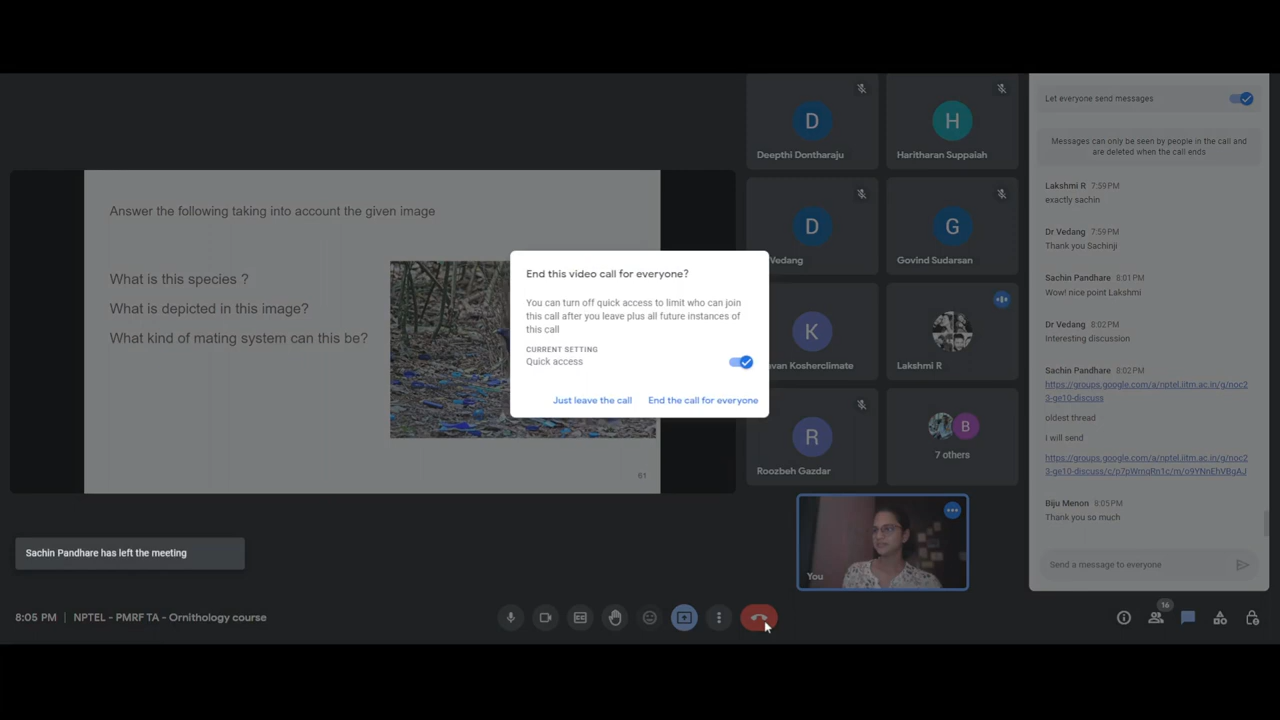 Answer the following taking into account the given image
What is this species ?
What is depicted in this image?
What kind of mating system can this be?
61
End this video call for everyone?
You can turn off quick access to limit who can join
this call after you leave plus all future instances of
this call
CURRENT SETTING
Quick access
Just leave the call
End the call for everyone
D
Deepthi Dontharaju
H
Haritharan Suppaiah
D
Vedang
G
Govind Sudarsan
K
Kosherclimate
Lakshmi R
R
Roozbeh Gazdar
B
7 others
You
Let everyone send messages
Messages can only be seen by people in the call and
are deleted when the call ends
Lakshmi R 7:59 PM
exactly sachin
Dr Vedang 7:59 PM
Thank you Sachinji
Sachin Pandhare 8:01 PM
Wow! nice point Lakshmi
Dr Vedang 8:02 PM
Interesting discussion
Sachin Pandhare 8:02 PM
https://groups.google.com/a/nptel.iitm.ac.in/g/noc2
3-ge10-discuss
oldest thread
I will send
https://groups.google.com/a/nptel.iitm.ac.in/g/noc2
3-ge10-discuss/c/p7pWmqRn1c/m/o9YNnEhVBgAJ
Biju Menon 8:05 PM
Thank you so much
Send a message to everyone
Sachin Pandhare has left the meeting
8:05 PM | NPTEL - PMRF TA - Ornithology course
CC
16